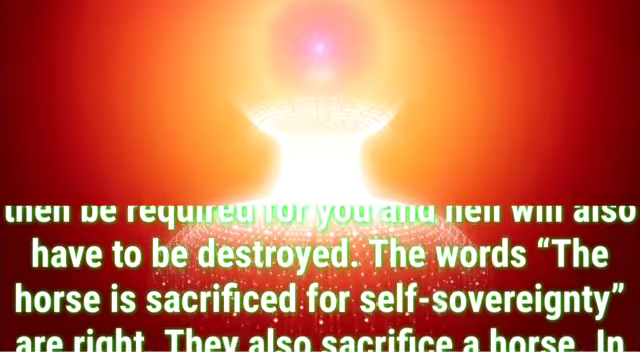 then be required for you and hell will also
have to be destroyed. The words “The
horse is sacrificed for self-sovereignty”
are right. They also sacrifice a horse. In